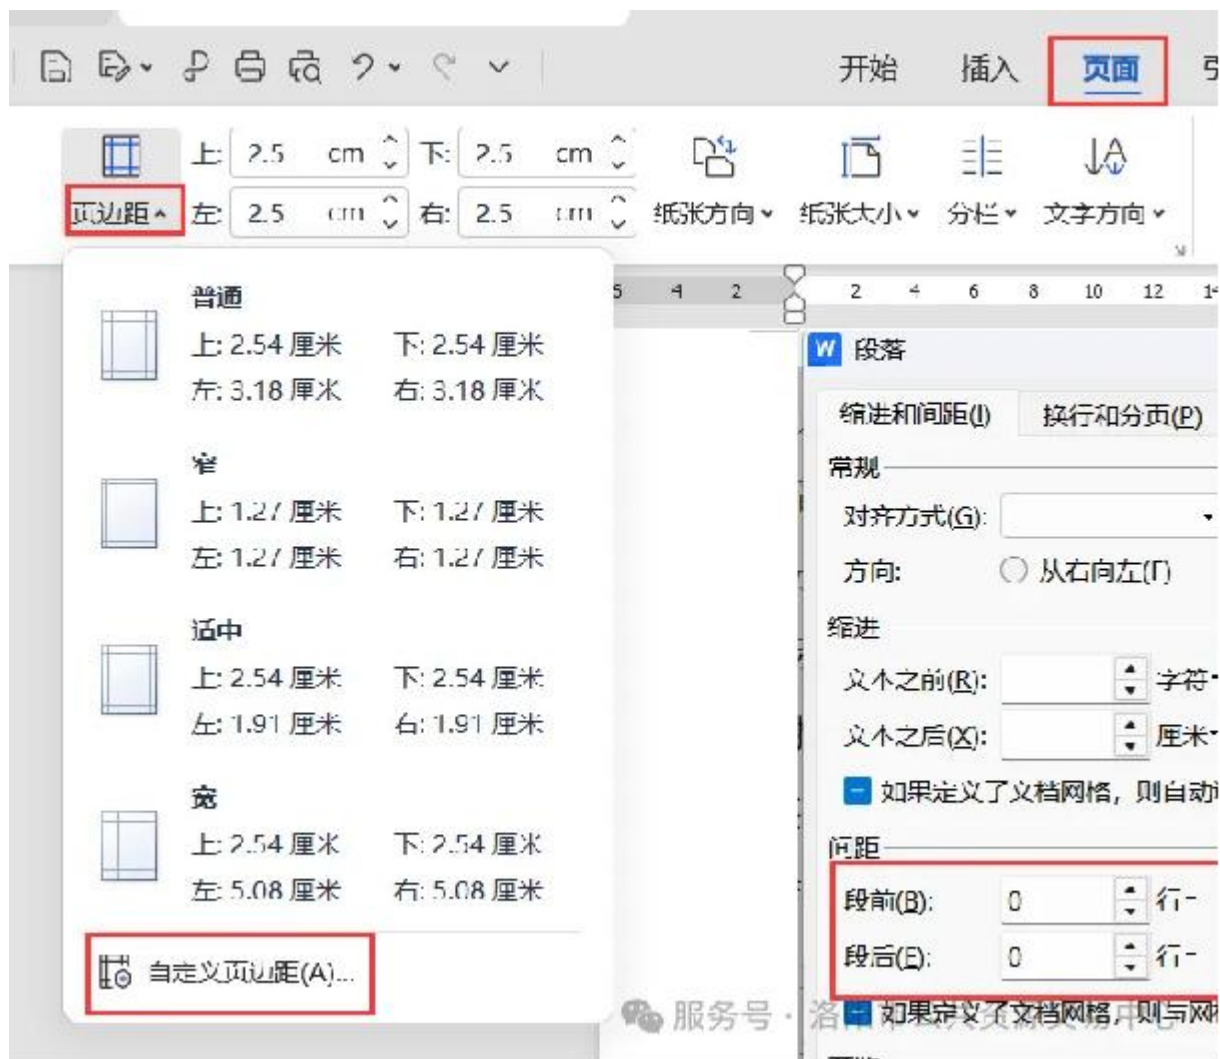 开始 插入 页面
页边距 上: 2.5 cm 下: 2.5 cm
左: 2.5 cm 右: 2.5 cm 纸张方向 纸张大小 分栏 文字方向
6 4 2 2 4 6 8 10 12 14
普通
上: 2.54 厘米 下: 2.54 厘米
左: 3.18 厘米 右: 3.18 厘米
窄
上: 1.27 厘米 下: 1.27 厘米
左: 1.27 厘米 右: 1.27 厘米
适中
上: 2.54 厘米 下: 2.54 厘米
左: 1.91 厘米 右: 1.91 厘米
宽
上: 2.54 厘米 下: 2.54 厘米
左: 5.08 厘米 右: 5.08 厘米
自定义页边距(A)...
W 段落
缩进和间距(I) 换行和分页(P)
常规
对齐方式(G):
方向: 从右向左(F)
缩进
文本之前(R): 字符
文本之后(X): 厘米
如果定义了文档网格，则自动
间距
段前(B): 0 行
段后(E): 0 行
如果定义了文档网格，则与网
服务号 ·